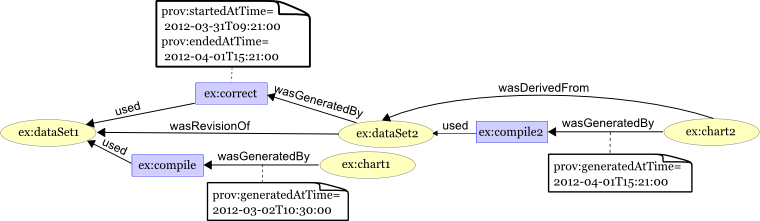 prov:startedAtTime=
2012-03-31T09:21:00
prov:endedAtTime=
2012-04-01T15:21:00
ex:correct
wasDerivedFrom
used
wasGeneratedBy
ex:dataSet1
wasRevisionOf
ex:dataSet2
used
ex:compile2
wasGeneratedBy
ex:chart2
used
ex:compile
wasGeneratedBy
ex:chart1
prov:generatedAtTime=
2012-03-02T10:30:00
prov:generatedAtTime=
2012-04-01T15:21:00